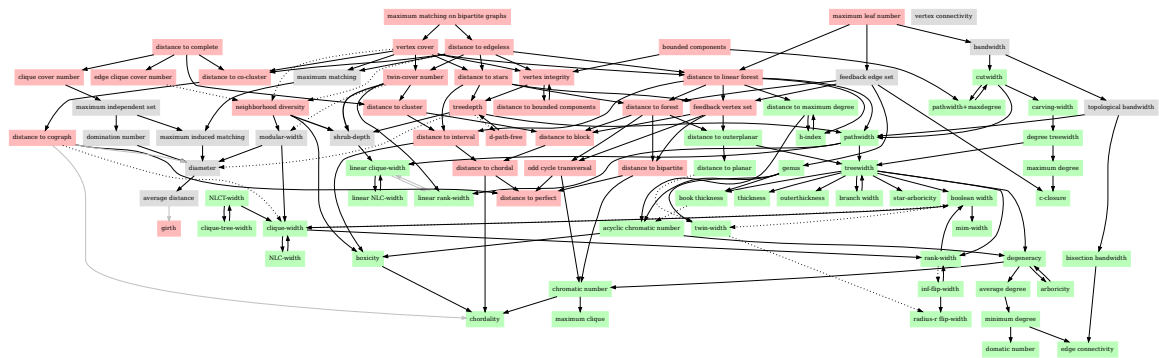 maximum matching on bipartite graphs
maximum leaf number
vertex connectivity
distance to complete
vertex cover
distance to edgeless
bounded components
bandwidth
clique cover number
edge clique cover number
distance to co-cluster
maximum matching
twin-cover number
distance to stars
vertex integrity
distance to linear forest
feedback edge set
cutwidth
maximum independent set
neighborhood diversity
distance to cluster
treedepth
distance to bounded components
distance to forest
feedback vertex set
distance to maximum degree
pathwidth+maxdegree
carving-width
topological bandwidth
distance to cograph
domination number
maximum induced matching
modular-width
shrub-depth
distance to interval
d-path-free
distance to block
distance to outerplanar
h-index
pathwidth
degree treewidth
diameter
linear clique-width
distance to chordal
odd cycle transversal
distance to bipartite
distance to planar
genus
treewidth
maximum degree
average distance
NLCT-width
linear NLC-width
linear rank-width
distance to perfect
book thickness
thickness
outerthickness
branch width
star-arboricity
boolean width
c-closure
girth
clique-tree-width
clique-width
acyclic chromatic number
twin-width
mim-width
NLC-width
boxicity
rank-width
degeneracy
bisection bandwidth
chromatic number
inf-flip-width
average degree
arboricity
chordality
maximum clique
radius-r flip-width
minimum degree
domatic number
edge connectivity